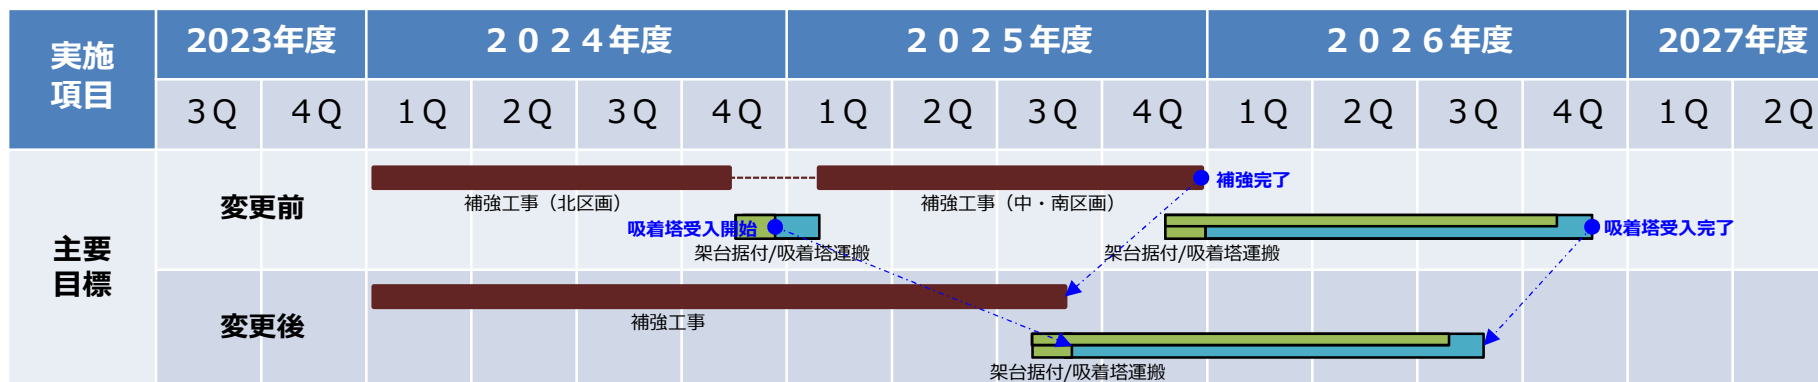 実施
項目
2023年度
２０２４年度
２０２５年度
２０２６年度
2027年度
３Q
４Q
１Q
２Q
３Q
４Q
１Q
２Q
３Q
４Q
１Q
２Q
３Q
４Q
１Q
２Q
主要
目標
変更前
補強工事（北区画）
補強工事（中・南区画）
補強完了
吸着塔受入開始
吸着塔受入完了
架台据付/吸着塔運搬
架台据付/吸着塔運搬
変更後
補強工事
架台据付/吸着塔運搬